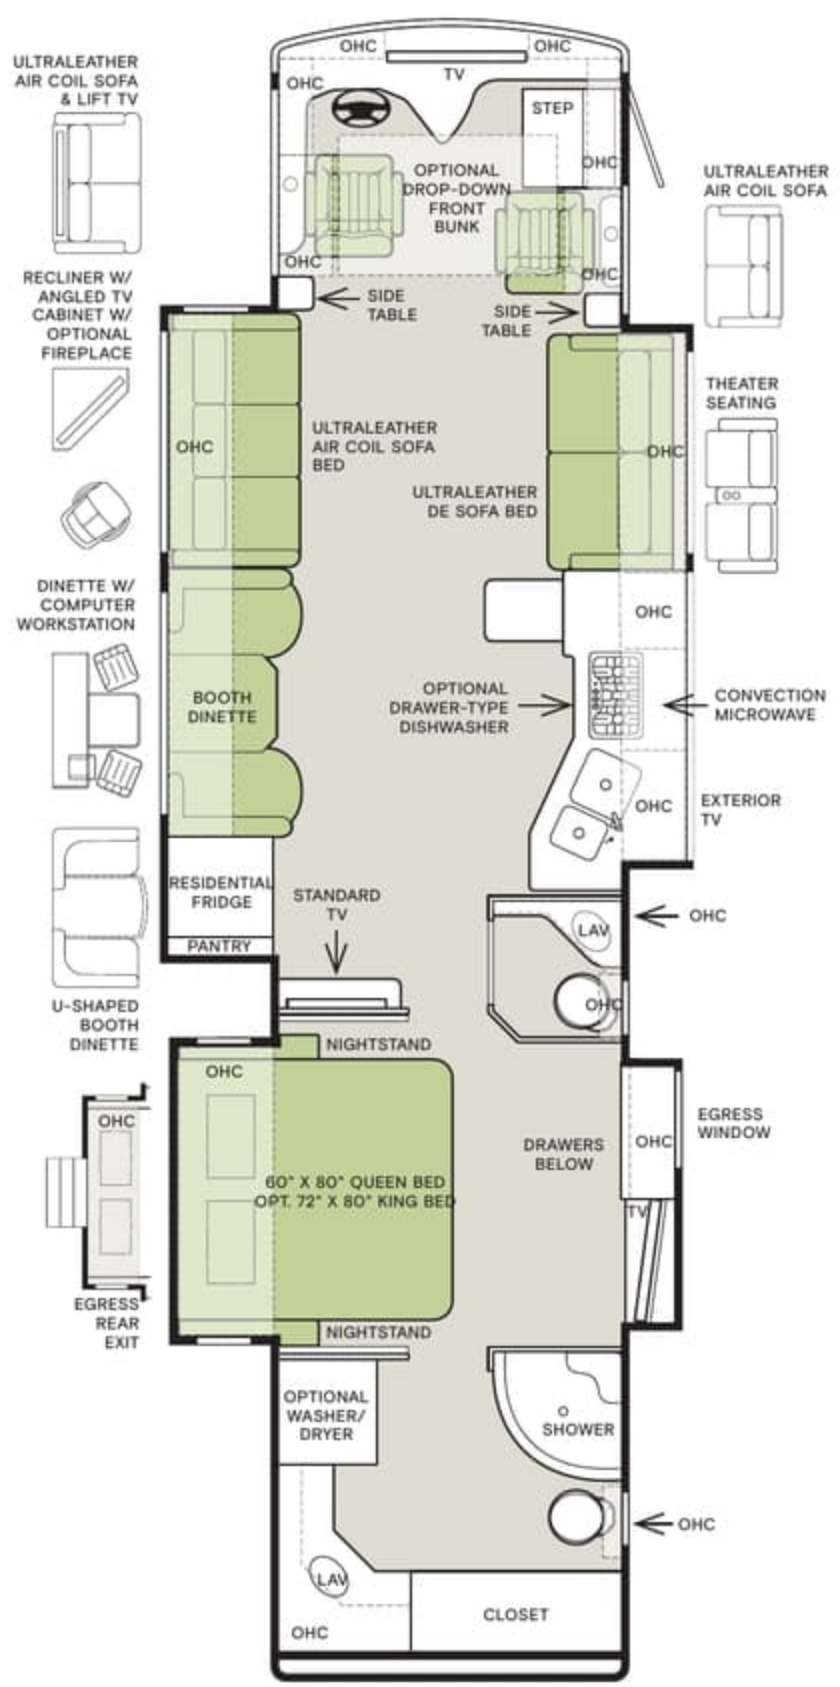 OHC
OHC
TV
ULTRALEATHER
AIR COIL SOFA
& LIFT TV
OHC
STEP
OHC
OPTIONAL
DROP-DOWN
FRONT
BUNK
ULTRALEATHER
AIR COIL SOFA
OHC
OHC
RECLINER W/
ANGLED TV
CABINET W/
OPTIONAL
FIREPLACE
SIDE
TABLE
SIDE
TABLE
THEATER
SEATING
OHC
ULTRALEATHER
AIR COIL SOFA
BED
OHC
ULTRALEATHER
DE SOFA BED
DINETTE W/
COMPUTER
WORKSTATION
OHC
BOOTH
DINETTE
OPTIONAL
DRAWER-TYPE
DISHWASHER
CONVECTION
MICROWAVE
OHC
EXTERIOR
TV
RESIDENTIAL
FRIDGE
STANDARD
TV
PANTRY
LAV
OHC
OHC
U-SHAPED
BOOTH
DINETTE
NIGHTSTAND
OHC
OHC
EGRESS
WINDOW
DRAWERS
BELOW
OHC
60" X 80" QUEEN BED
OPT. 72" X 80" KING BED
TV
EGRESS
REAR
EXIT
NIGHTSTAND
OPTIONAL
WASHER/
DRYER
SHOWER
OHC
LAV
OHC
CLOSET